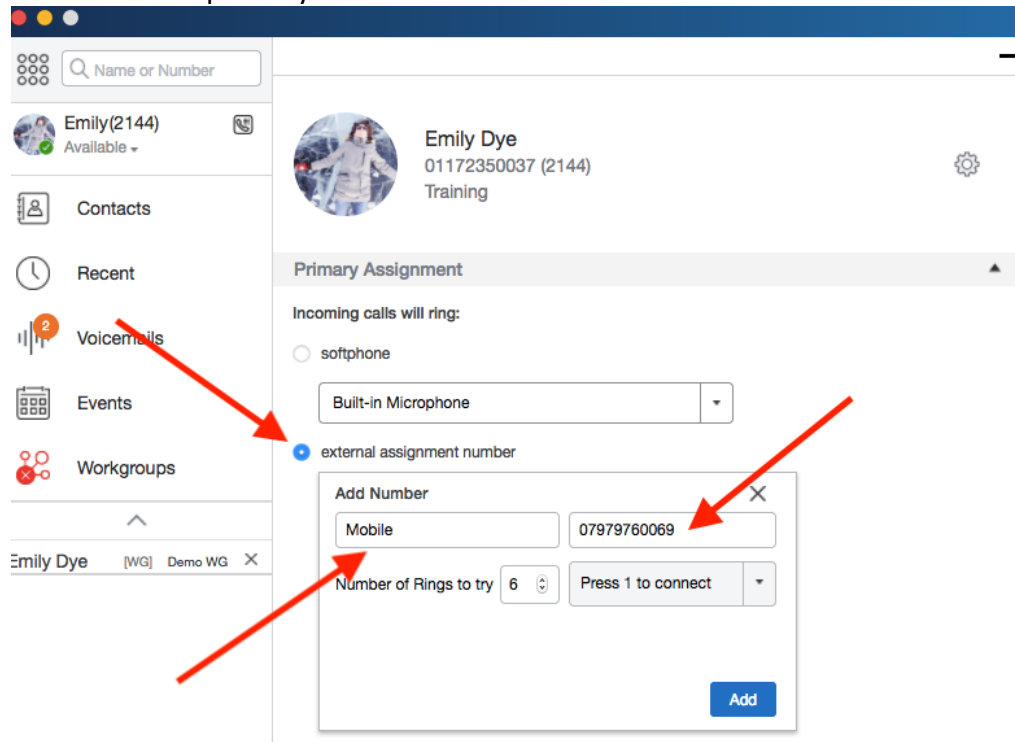 Name or Number
Emily(2144)
Available
Contacts
Recent
2
Voicemails
Events
Workgroups
Emily Dye [WG] Demo WG
Emily Dye
01172350037 (2144)
Training
Primary Assignment
Incoming calls will ring:
softphone
Built-in Microphone
external assignment number
Add Number
Mobile 07979760069
Number of Rings to try 6 Press 1 to connect
Add